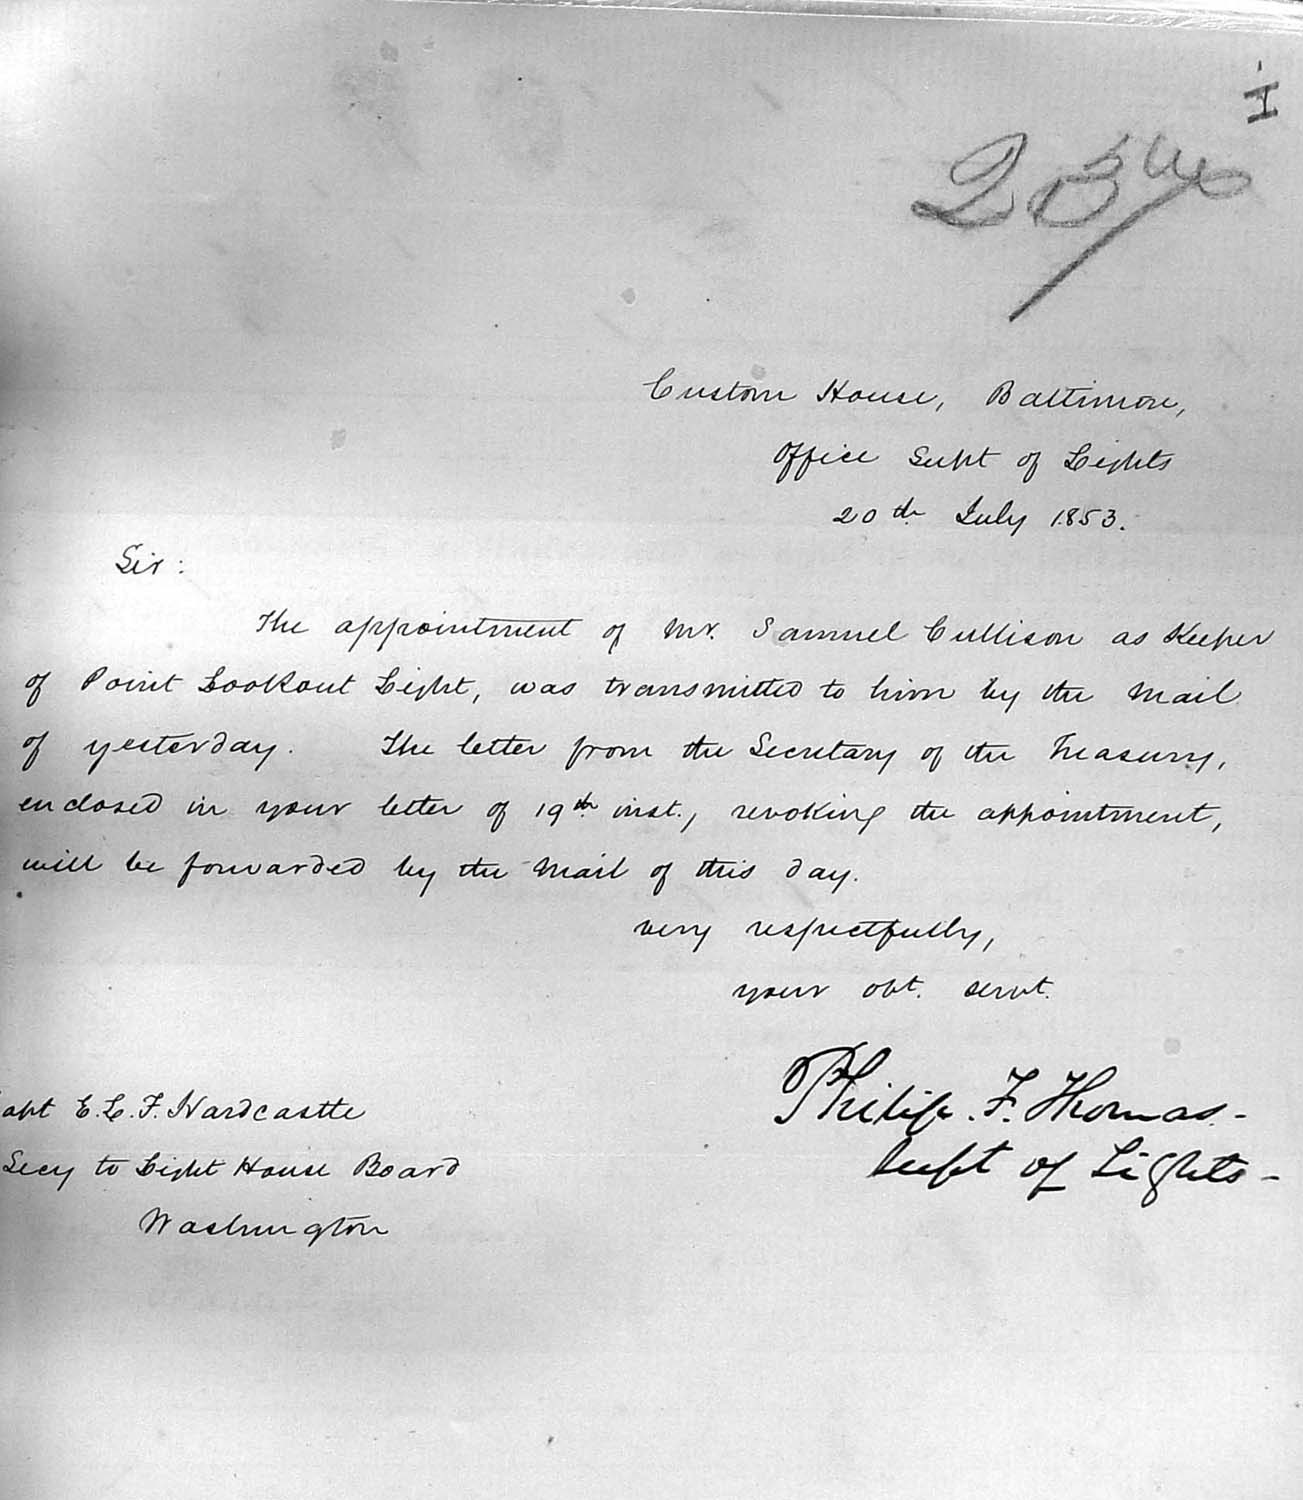 Custom House, Baltimore,
Office Supt of Lights
20th July 1853.
Sir:
The appointment of Mr. Samuel Cullison as Keeper
of Point Lookout Light, was transmitted to him by the Mail
of yesterday. The letter from the Secretary of the Treasury,
enclosed in your letter of 19th inst., revoking the appointment,
will be forwarded by the Mail of this day.
very respectfully,
your obt. servt.
Philip. F. Thomas.-
Supt of Lights-
Capt E.L.F. Hardcastle
Secy to Light House Board
Washington